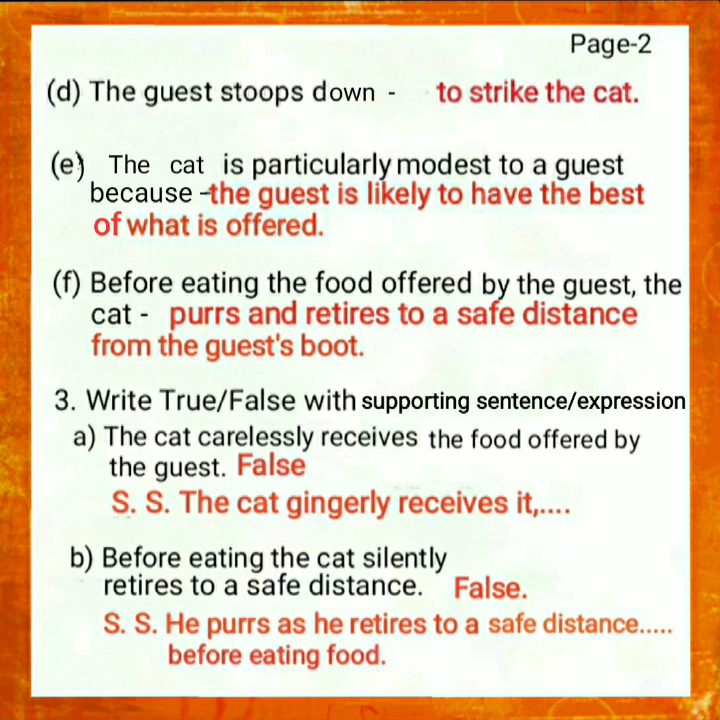 Page-2
(d) The guest stoops down - to strike the cat.
(e) The cat is particularly modest to a guest
because -the guest is likely to have the best
of what is offered.
(f) Before eating the food offered by the guest, the
cat - purrs and retires to a safe distance
from the guest's boot.
3. Write True/False with supporting sentence/expression
a) The cat carelessly receives the food offered by
the guest. False
S. S. The cat gingerly receives it,....
b) Before eating the cat silently
retires to a safe distance. False.
S. S. He purrs as he retires to a safe distance.....
before eating food.